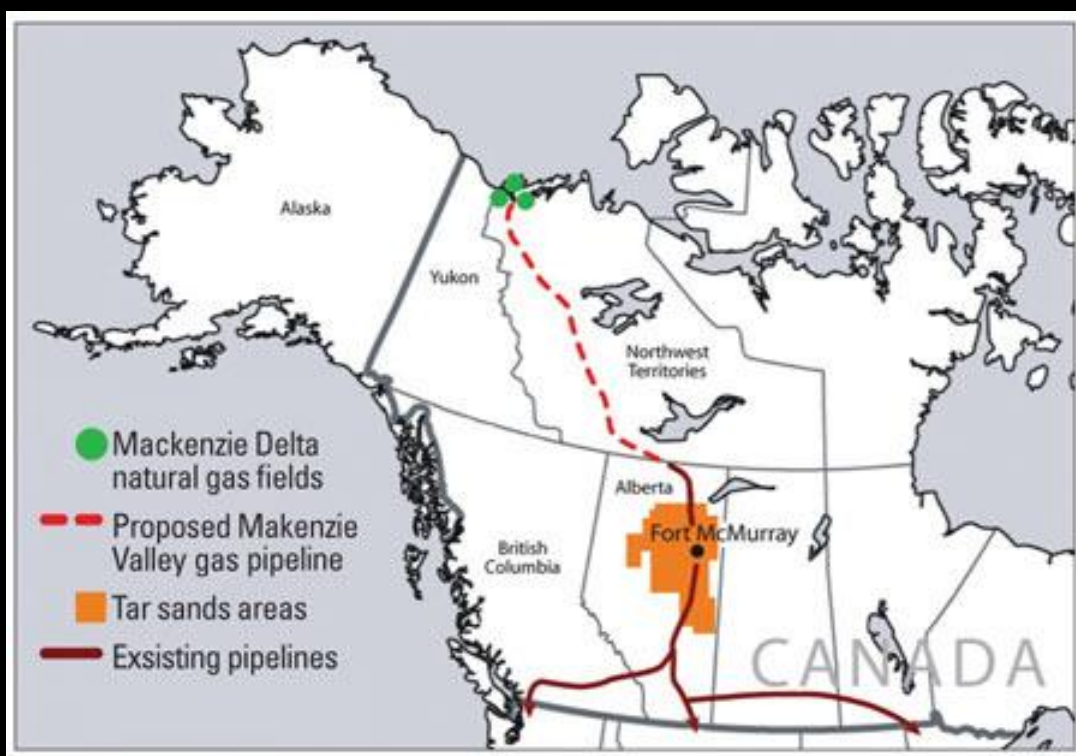 Alaska
Yukon
Northwest
Territories
Alberta
Fort McMurray
British
Columbia
CANADA
Mackenzie Delta
natural gas fields
Proposed Makenzie
Valley gas pipeline
Tar sands areas
Exsisting pipelines